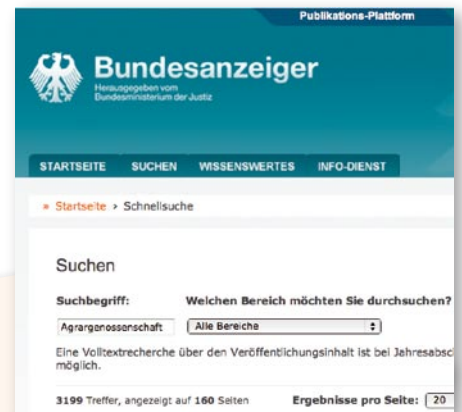 Publikations-Plattform
Bundesanzeiger
Herausgegeben vom
Bundesministerium der Justiz
STARTSEITE SUCHEN WISSENSWERTES INFO-DIENST
» Startseite › Schnellsuche
Suchen
Suchbegriff: Welchen Bereich möchten Sie durchsuchen?
Agrargenossenschaft Alle Bereiche
Eine Volltextrecherche über den Veröffentlichungsinhalt ist bei Jahresabsc
möglich.
3199 Treffer, angezeigt auf 160 Seiten Ergebnisse pro Seite: 20